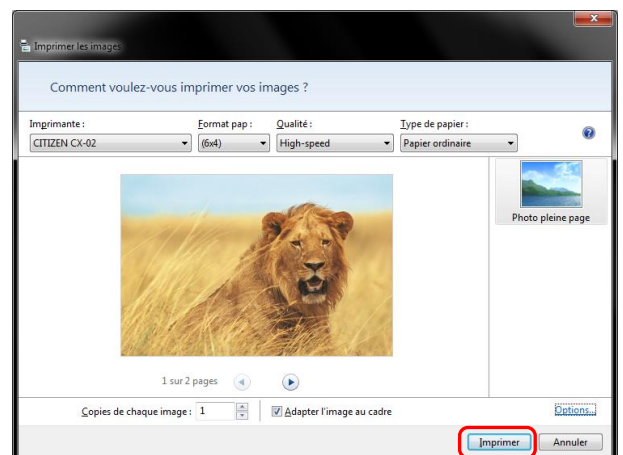 Imprimer les images
Comment voulez-vous imprimer vos images ?
Imprimante : Format pap : Qualité : Type de papier :
CITIZEN CX-02 (6x4) High-speed Papier ordinaire
Photo pleine page
1 sur 2 pages
Copies de chaque image : 1 Adapter l'image au cadre Options...
Imprimer Annuler